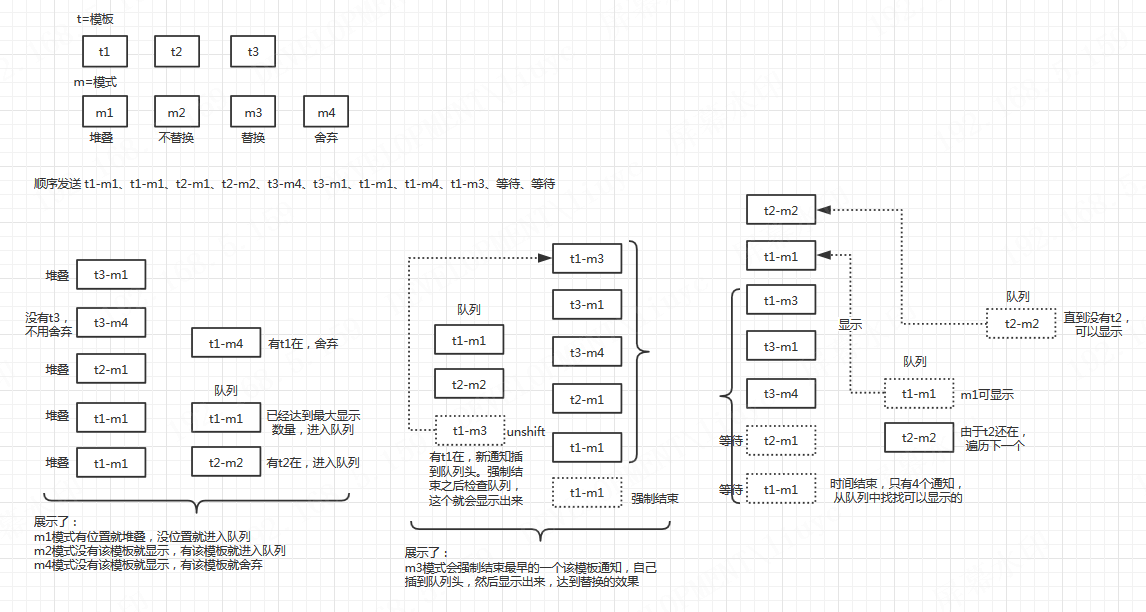 t=模板
t1 t2 t3
m=模式
m1 m2 m3 m4
堆叠 不替换 替换 舍弃
顺序发送 t1-m1、t1-m1、t2-m1、t2-m2、t3-m4、t3-m1、t1-m1、t1-m4、t1-m3、等待、等待
堆叠 t3-m1
没有t3，
不用舍弃
t3-m4
堆叠 t2-m1
堆叠 t1-m1
堆叠 t1-m1
t1-m4 有t1在，舍弃
队列
t1-m1 已经达到最大显示
数量，进入队列
t2-m2 有t2在，进入队列
展示了：
m1模式有位置就堆叠，没位置就进入队列
m2模式没有该模板就显示，有该模板就进入队列
m4模式没有该模板就显示，有该模板就舍弃
队列
t1-m1
t2-m2
t1-m3 unshift
有t1在，新通知插
到队列头。强制结
束之后检查队列，
这个就会显示出来
t1-m3
t3-m1
t3-m4
t2-m1
t1-m1
t1-m1 强制结束
展示了：
m3模式会强制结束最早的一个该模板通知，自己
插到队列头，然后显示出来，达到替换的效果
t2-m2
t1-m1
t1-m3
t3-m1
t3-m4
等待 t2-m1
等待 t1-m1
显示
队列
t2-m2 直到没有t2，
可以显示
队列
t1-m1 m1可显示
t2-m2 由于t2还在，
遍历下一个
时间结束，只有4个通知，
从队列中找找可以显示的